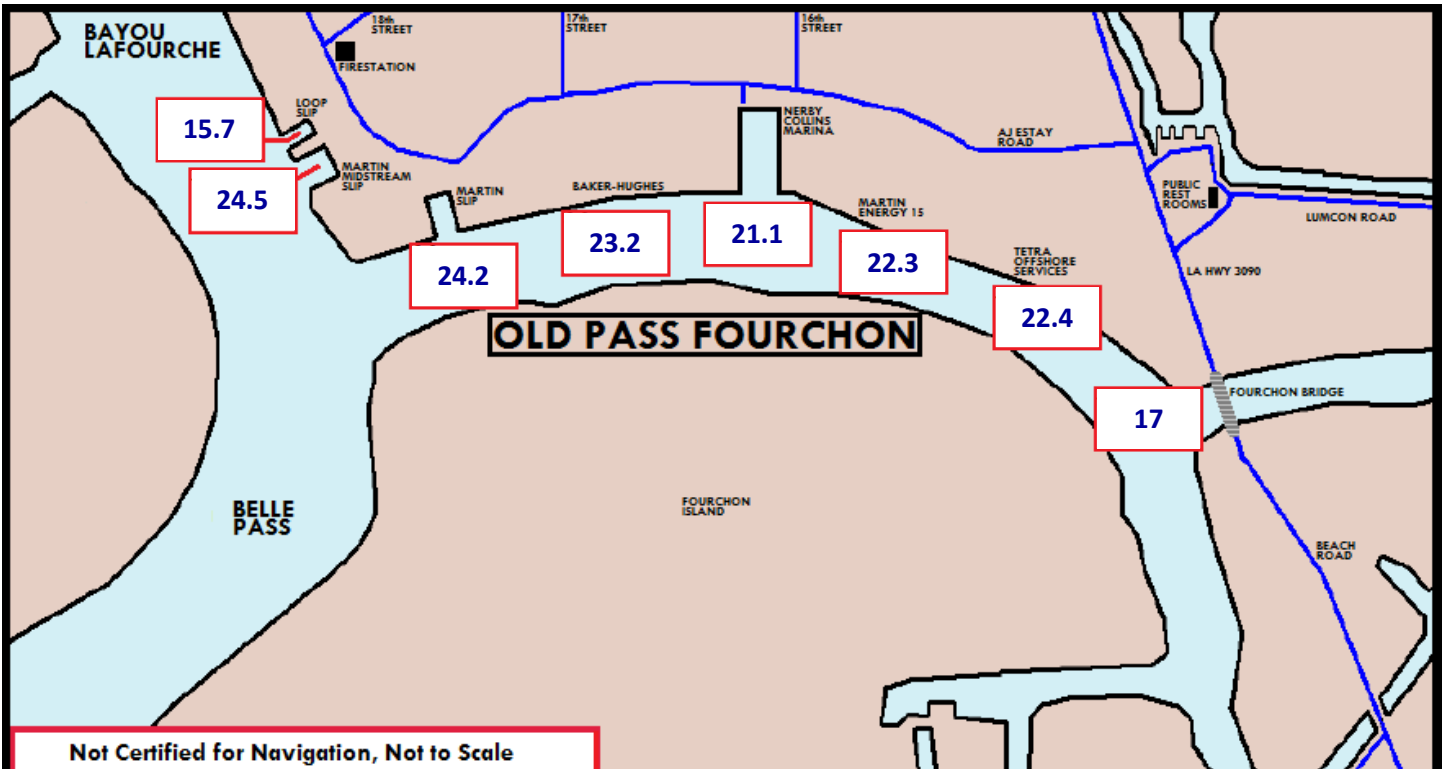 BAYOU
LAFOURCHE
18th
STREET
17th
STREET
16th
STREET
FIRESTATION
LOOP
SLIP
15.7
24.5
MARTIN
MIDSTREAM
SLIP
MARTIN
SLIP
BAKER-HUGHES
NERBY
COLLINS
MARINA
AJ ESTAY
ROAD
PUBLIC
REST
ROOMS
LUMCON ROAD
MARTIN
ENERGY 15
24.2
23.2
21.1
22.3
TETRA
OFFSHORE
SERVICES
22.4
LA HWY 3090
OLD PASS FOURCHON
17
FOURCHON BRIDGE
BELLE
PASS
FOURCHON
ISLAND
BEACH
ROAD
Not Certified for Navigation, Not to Scale